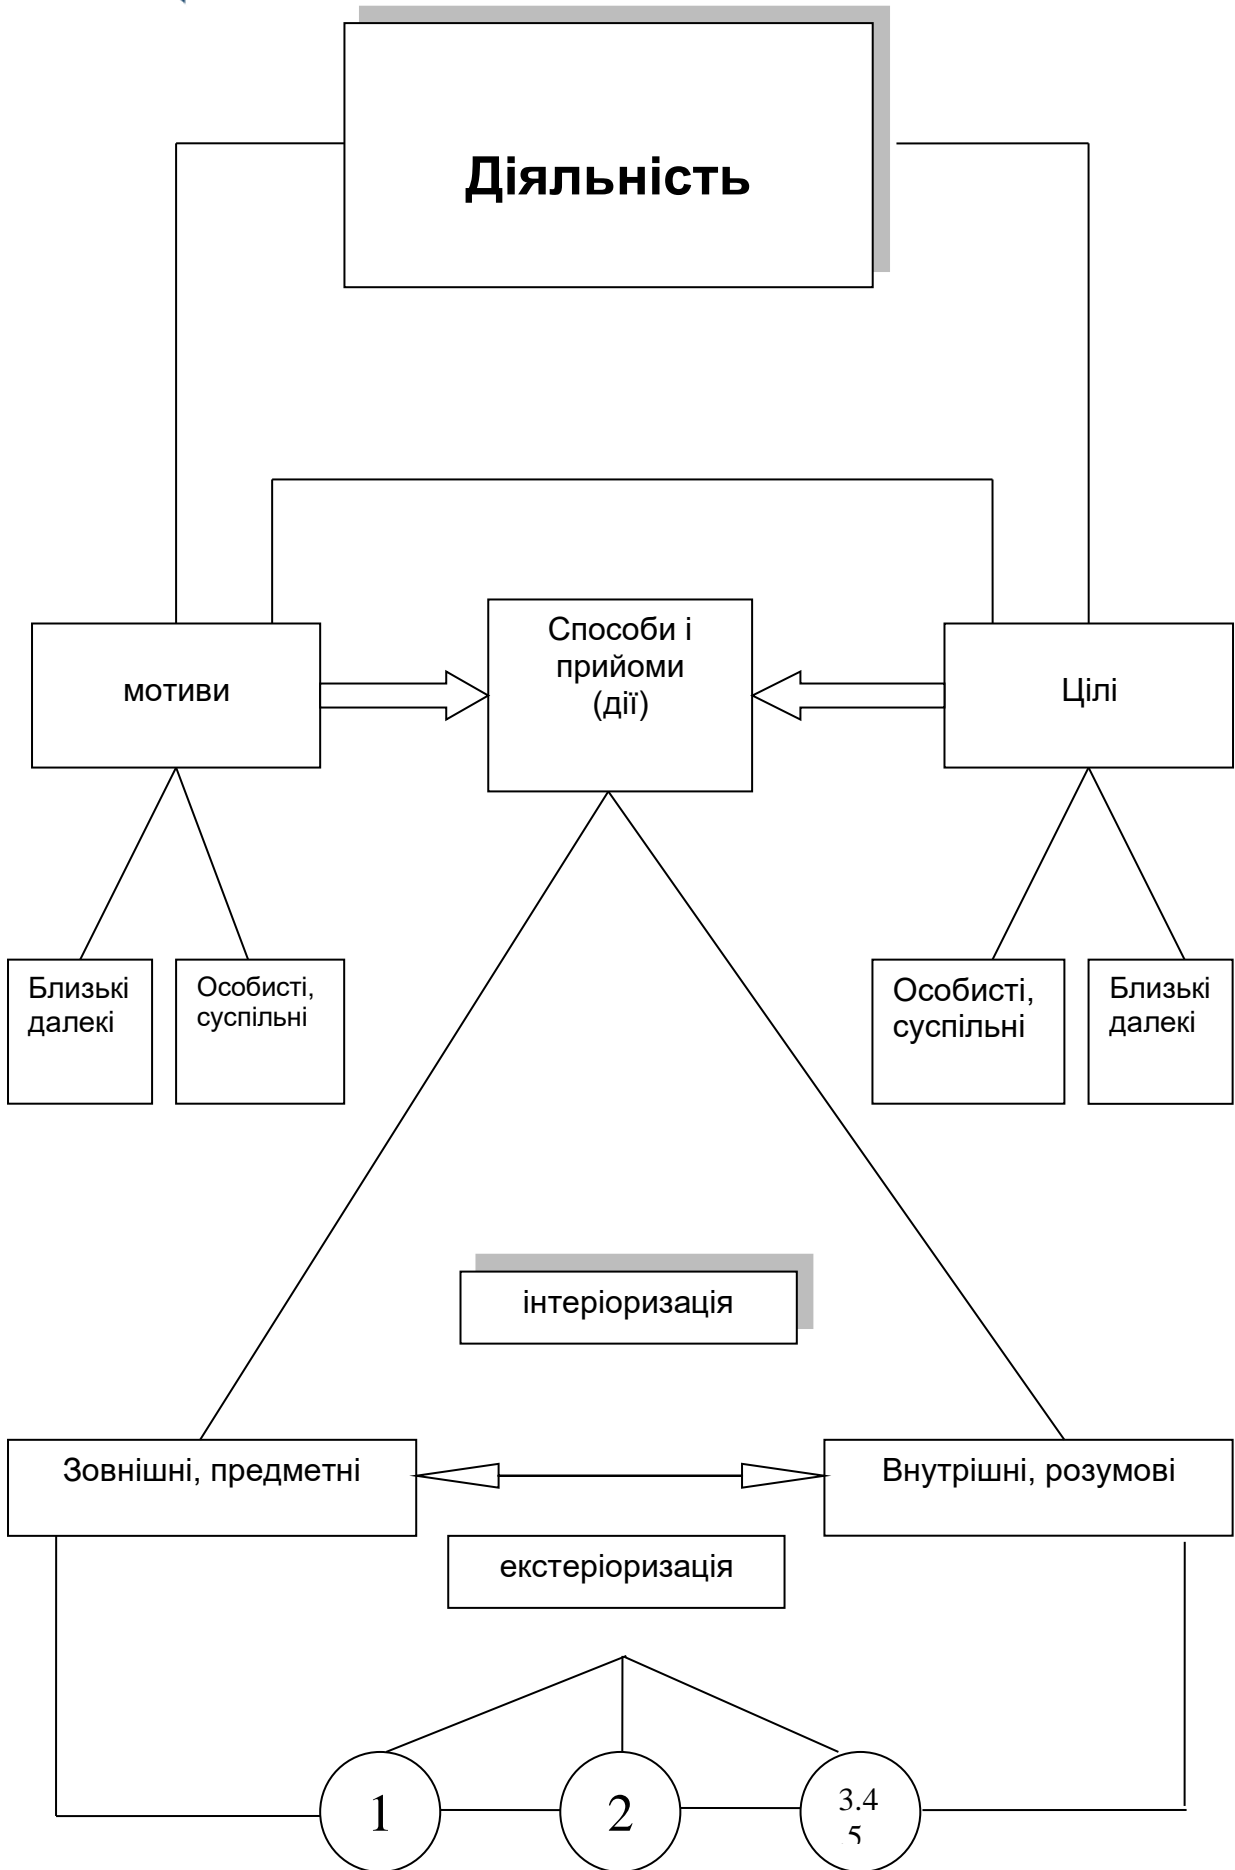 Діяльність
мотиви
Способи і
прийоми
(дії)
Цілі
Близькі
далекі
Особисті,
суспільні
Особисті,
суспільні
Близькі
далекі
інтеріоризація
Зовнішні, предметні
Внутрішні, розумові
екстеріоризація
1
2
3.4
5